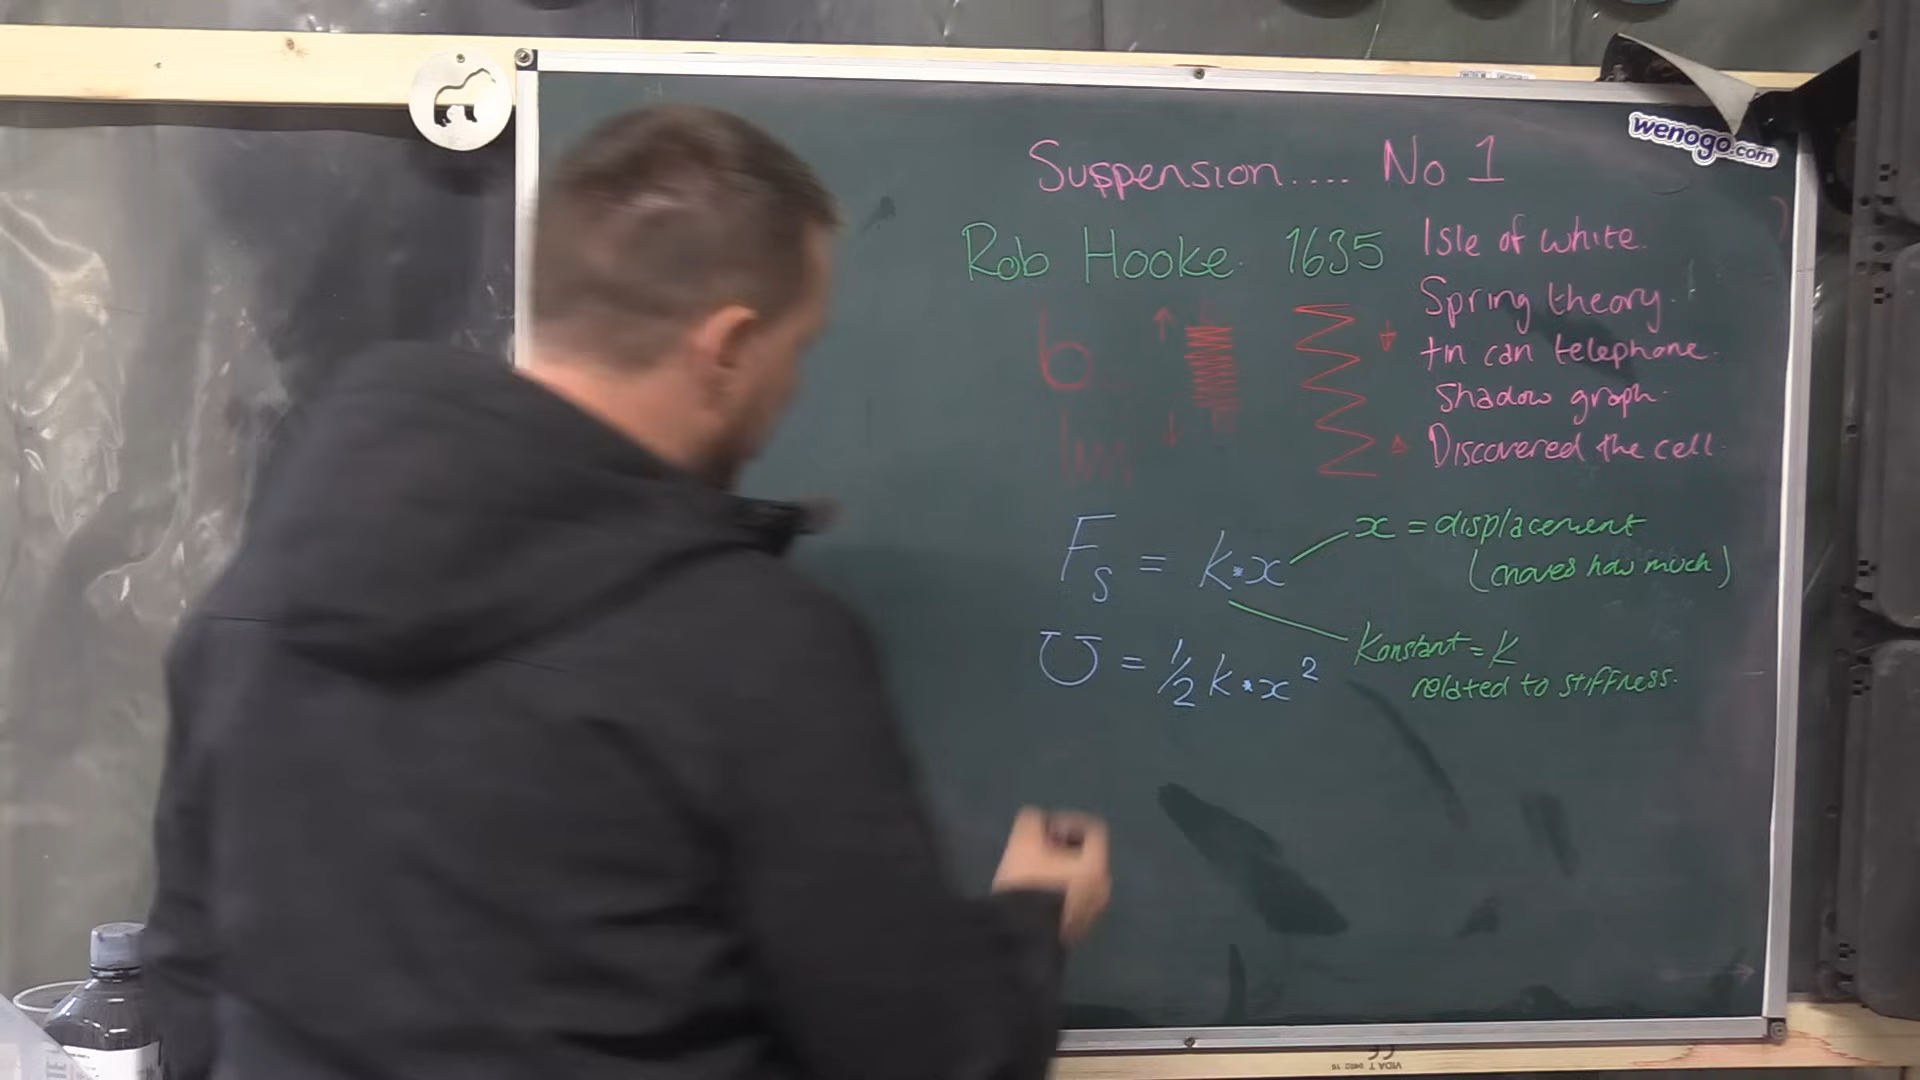 wenogo.com
Suspension.... No 1
Rob Hooke. 1635
Isle of white.
Spring theory.
tin can telephone.
Shadow graph.
Discovered the cell.
Fs = k*x
x = displacement
(moves how much)
U = 1/2 k*x²
Konstant = K
related to stiffness.